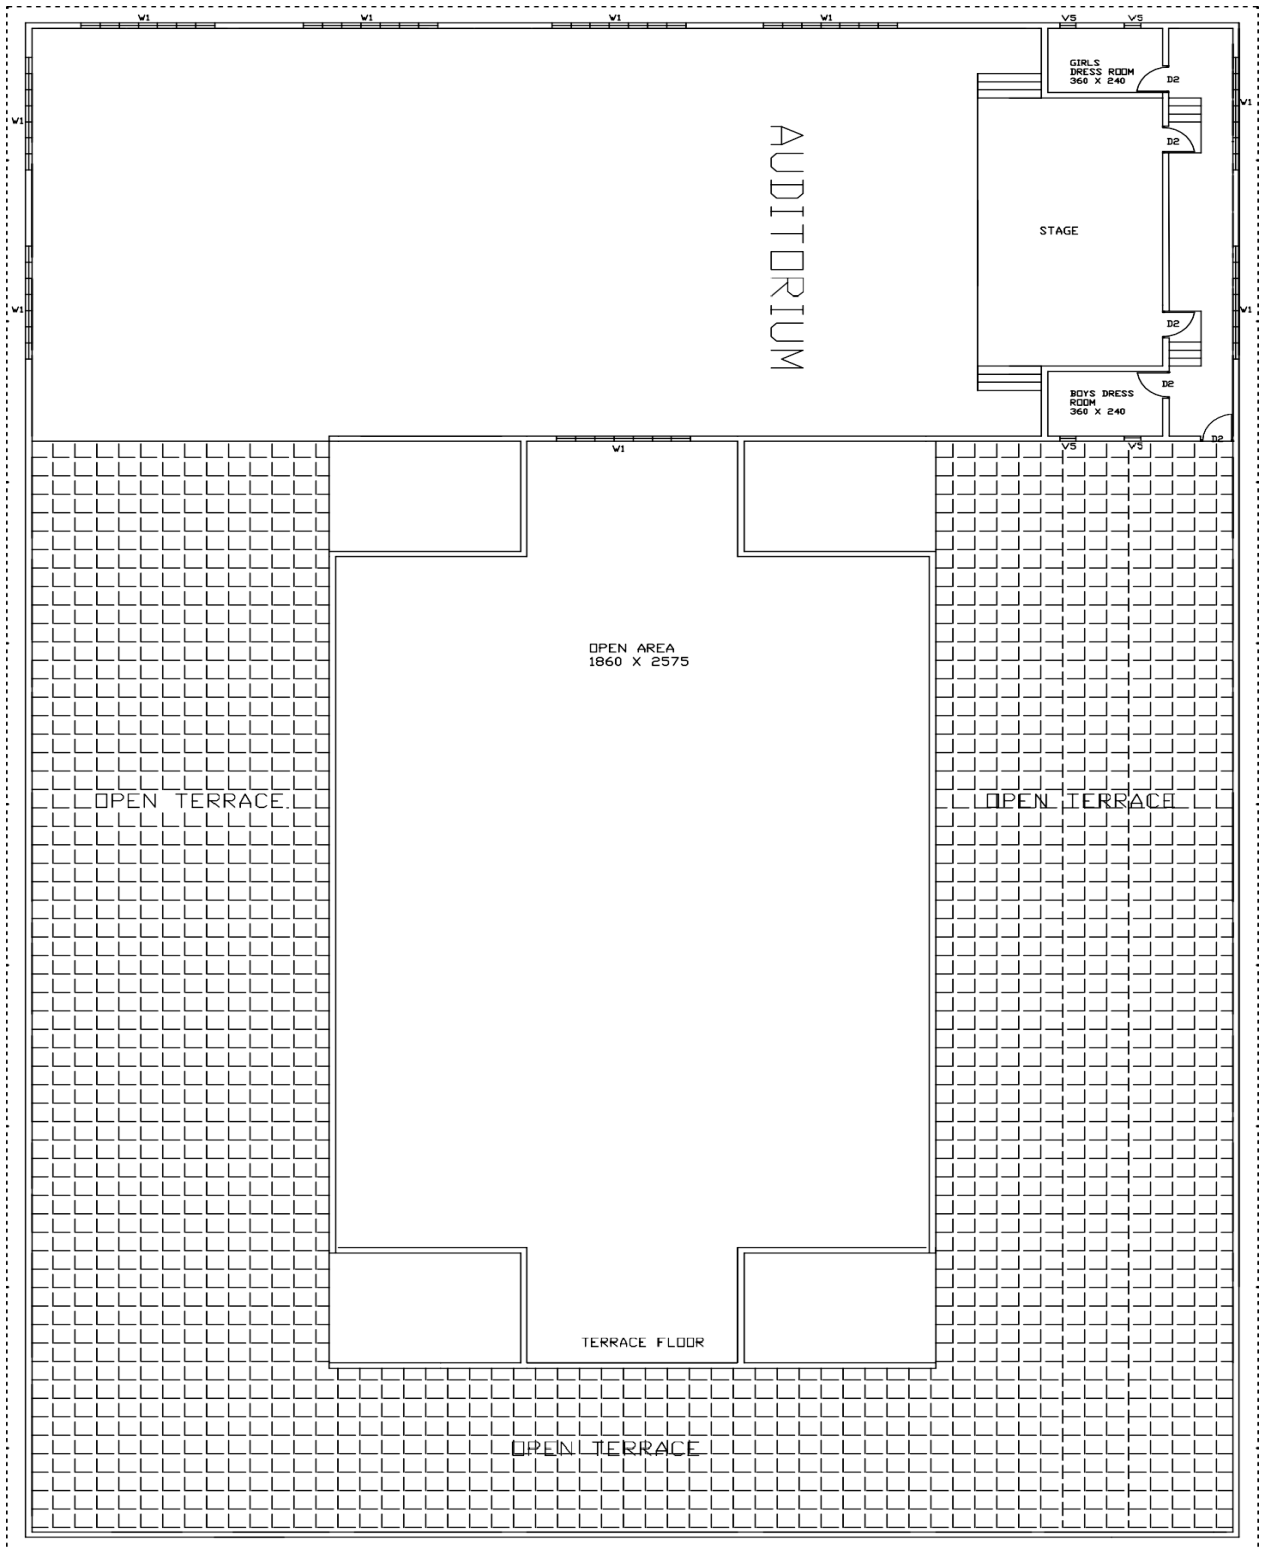 W1
W1
W1
W1
V5
V5
GIRLS
DRESS ROOM
360 X 240
D2
W1
W1
D2
AUDITORIUM
STAGE
W1
W1
D2
D2
BOYS DRESS
ROOM
360 X 240
D2
W1
V5
V5
OPEN AREA
1860 X 2575
OPEN TERRACE
OPEN TERRACE
TERRACE FLOOR
OPEN TERRACE